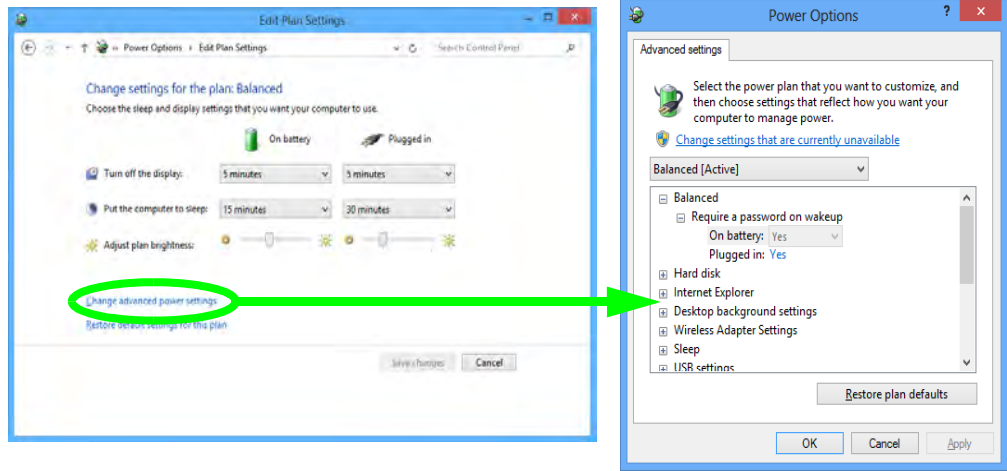 Edit Plan Settings
« Power Options › Edit Plan Settings
Search Control Panel
Change settings for the plan: Balanced
Choose the sleep and display settings that you want your computer to use.
On battery
Plugged in
Turn off the display:
5 minutes
5 minutes
Put the computer to sleep:
15 minutes
30 minutes
Adjust plan brightness:
Change advanced power settings
Restore default settings for this plan
Save changes
Cancel
Power Options
?
Advanced settings
Select the power plan that you want to customize, and
then choose settings that reflect how you want your
computer to manage power.
Change settings that are currently unavailable
Balanced [Active]
Balanced
Require a password on wakeup
On battery: Yes
Plugged in: Yes
Hard disk
Internet Explorer
Desktop background settings
Wireless Adapter Settings
Sleep
USB settings
Restore plan defaults
OK
Cancel
Apply